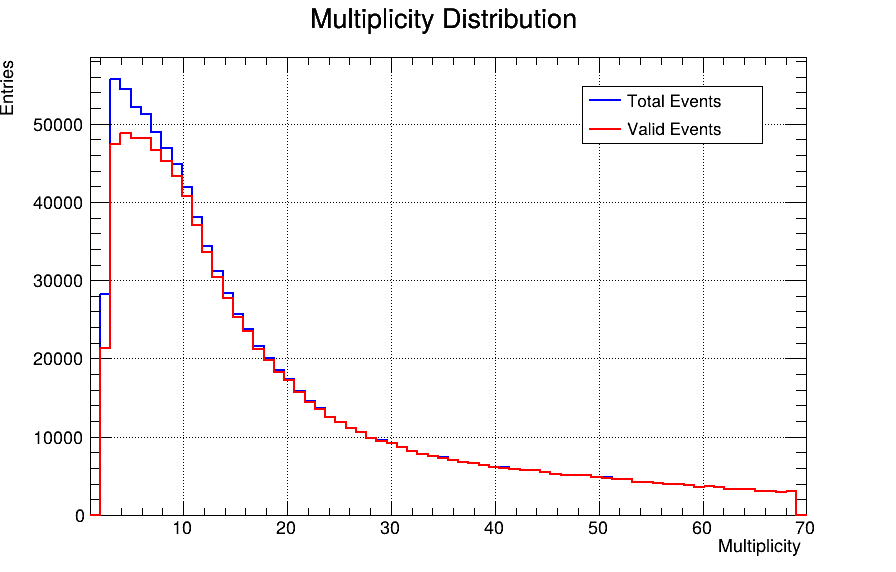 Multiplicity Distribution
Entries
Total Events
Valid Events
50000
40000
30000
20000
10000
0
10 20 30 40 50 60 70
Multiplicity